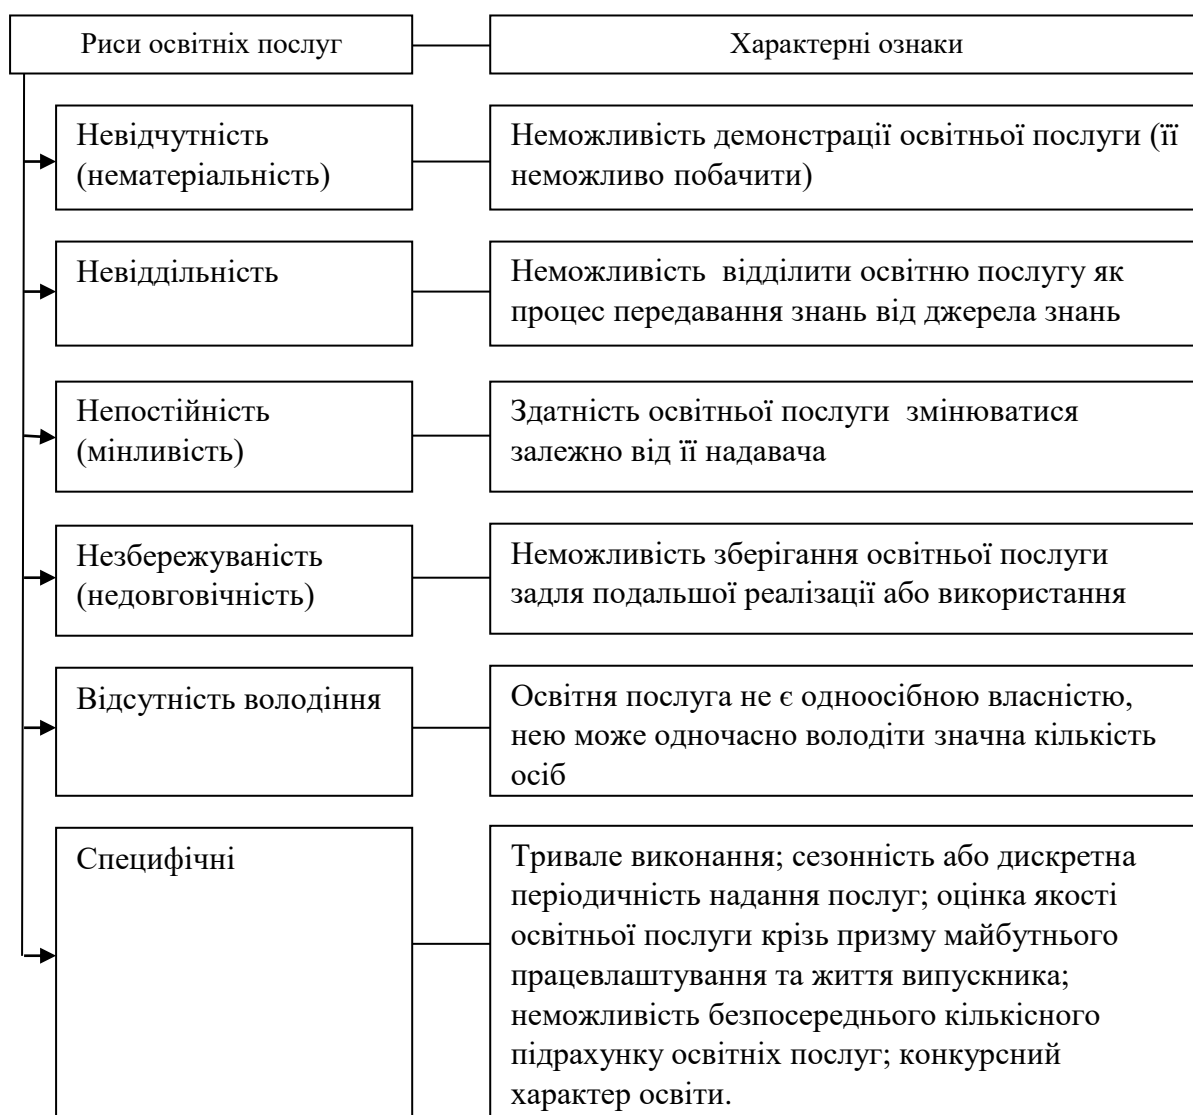 Риси освітніх послуг
Характерні ознаки
Невідчутність
(нематеріальність)
Неможливість демонстрації освітньої послуги (її
неможливо побачити)
Невіддільність
Неможливість відділити освітню послугу як
процес передавання знань від джерела знань
Непостійність
(мінливість)
Здатність освітньої послуги змінюватися
залежно від її надавача
Незбережуваність
(недовговічність)
Неможливість зберігання освітньої послуги
задля подальшої реалізації або використання
Відсутність володіння
Освітня послуга не є одноосібною власністю,
нею може одночасно володіти значна кількість
осіб
Специфічні
Тривале виконання; сезонність або дискретна
періодичність надання послуг; оцінка якості
освітньої послуги крізь призму майбутнього
працевлаштування та життя випускника;
неможливість безпосереднього кількісного
підрахунку освітніх послуг; конкурсний
характер освіти.